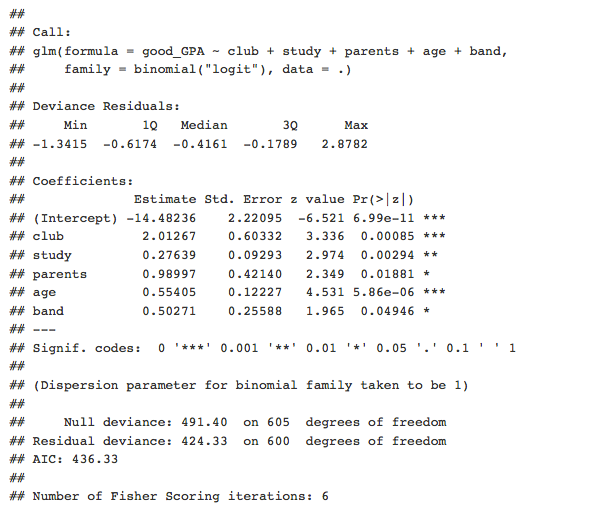 ##
## Call:
## glm(formula = good_GPA ~ club + study + parents + age + band,
##     family = binomial("logit"), data = .)
##
## Deviance Residuals:
##     Min       1Q   Median       3Q      Max
## -1.3415  -0.6174  -0.4161  -0.1789   2.8782
##
## Coefficients:
##              Estimate Std. Error z value Pr(>|z|)
## (Intercept) -14.48236    2.22095  -6.521 6.99e-11 ***
## club          2.01267    0.60332   3.336  0.00085 ***
## study         0.27639    0.09293   2.974  0.00294 **
## parents       0.98997    0.42140   2.349  0.01881 *
## age           0.55405    0.12227   4.531 5.86e-06 ***
## band          0.50271    0.25588   1.965  0.04946 *
## ---
## Signif. codes:  0 '***' 0.001 '**' 0.01 '*' 0.05 '.' 0.1 ' ' 1
##
## (Dispersion parameter for binomial family taken to be 1)
##
##     Null deviance: 491.40  on 605  degrees of freedom
## Residual deviance: 424.33  on 600  degrees of freedom
## AIC: 436.33
##
## Number of Fisher Scoring iterations: 6